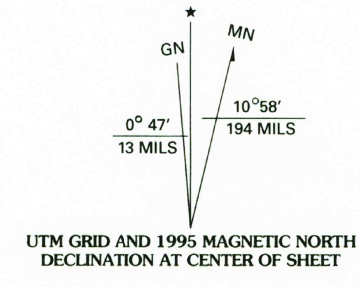 ★
GN
MN
0° 47'
13 MILS
10°58'
194 MILS
UTM GRID AND 1995 MAGNETIC NORTH
DECLINATION AT CENTER OF SHEET